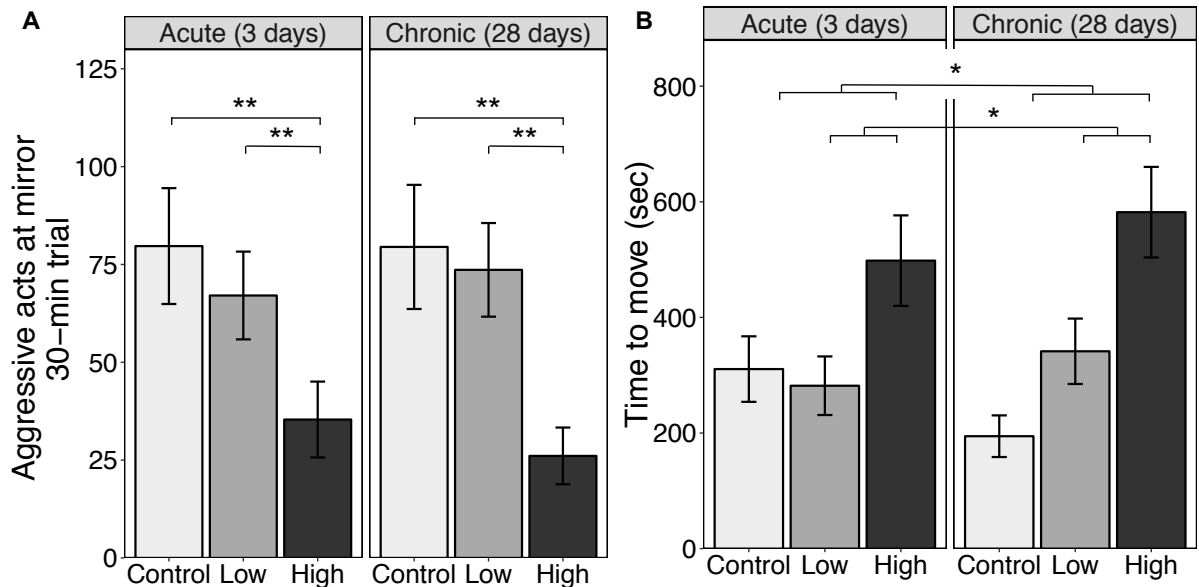 A
Acute (3 days)
Chronic (28 days)
Aggressive acts at mirror
30−min trial
125
100
75
50
25
0
**
**
**
**
Control Low High
Control Low High
B
Acute (3 days)
Chronic (28 days)
Time to move (sec)
800
600
400
200
0
*
*
Control Low High
Control Low High